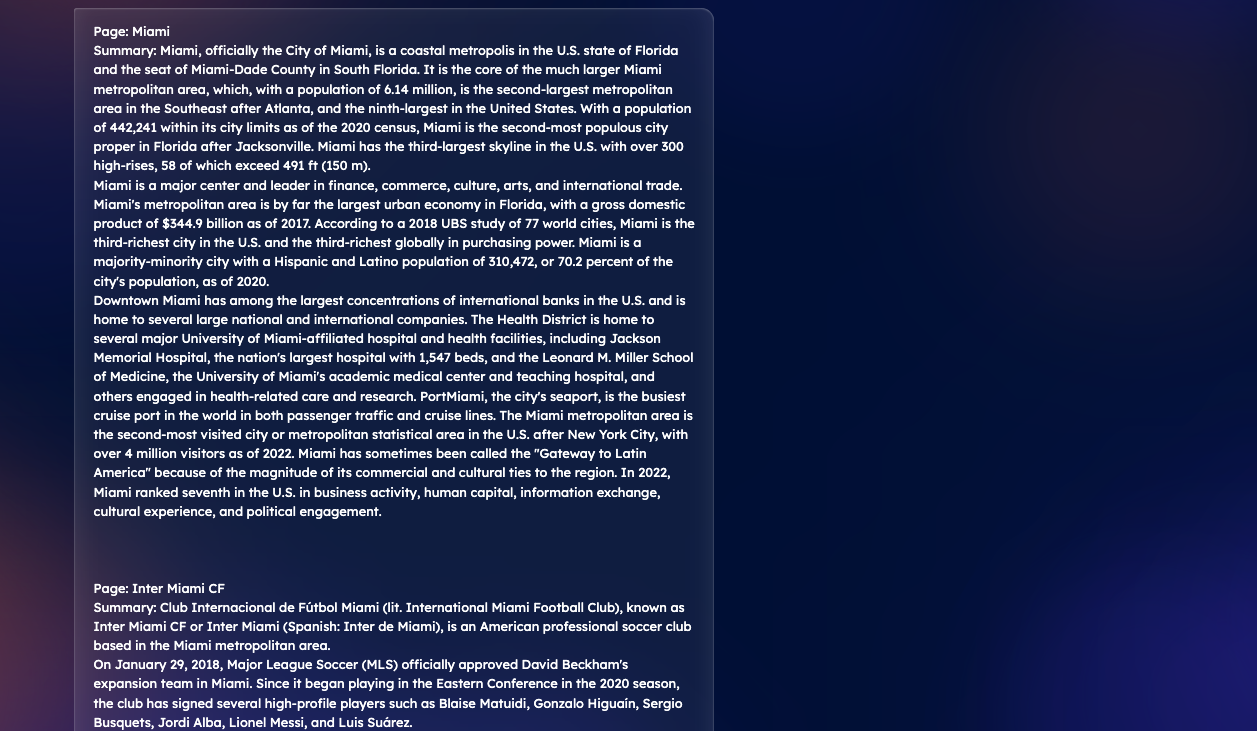 Page: Miami
Summary: Miami, officially the City of Miami, is a coastal metropolis in the U.S. state of Florida
and the seat of Miami-Dade County in South Florida. It is the core of the much larger Miami
metropolitan area, which, with a population of 6.14 million, is the second-largest metropolitan
area in the Southeast after Atlanta, and the ninth-largest in the United States. With a population
of 442,241 within its city limits as of the 2020 census, Miami is the second-most populous city
proper in Florida after Jacksonville. Miami has the third-largest skyline in the U.S. with over 300
high-rises, 58 of which exceed 491 ft (150 m).
Miami is a major center and leader in finance, commerce, culture, arts, and international trade.
Miami's metropolitan area is by far the largest urban economy in Florida, with a gross domestic
product of $344.9 billion as of 2017. According to a 2018 UBS study of 77 world cities, Miami is the
third-richest city in the U.S. and the third-richest globally in purchasing power. Miami is a
majority-minority city with a Hispanic and Latino population of 310,472, or 70.2 percent of the
city's population, as of 2020.
Downtown Miami has among the largest concentrations of international banks in the U.S. and is
home to several large national and international companies. The Health District is home to
several major University of Miami-affiliated hospital and health facilities, including Jackson
Memorial Hospital, the nation's largest hospital with 1,547 beds, and the Leonard M. Miller School
of Medicine, the University of Miami's academic medical center and teaching hospital, and
others engaged in health-related care and research. PortMiami, the city's seaport, is the busiest
cruise port in the world in both passenger traffic and cruise lines. The Miami metropolitan area is
the second-most visited city or metropolitan statistical area in the U.S. after New York City, with
over 4 million visitors as of 2022. Miami has sometimes been called the "Gateway to Latin
America" because of the magnitude of its commercial and cultural ties to the region. In 2022,
Miami ranked seventh in the U.S. in business activity, human capital, information exchange,
cultural experience, and political engagement.
Page: Inter Miami CF
Summary: Club Internacional de Fútbol Miami (lit. International Miami Football Club), known as
Inter Miami CF or Inter Miami (Spanish: Inter de Miami), is an American professional soccer club
based in the Miami metropolitan area.
On January 29, 2018, Major League Soccer (MLS) officially approved David Beckham's
expansion team in Miami. Since it began playing in the Eastern Conference in the 2020 season,
the club has signed several high-profile players such as Blaise Matuidi, Gonzalo Higuaín, Sergio
Busquets, Jordi Alba, Lionel Messi, and Luis Suárez.